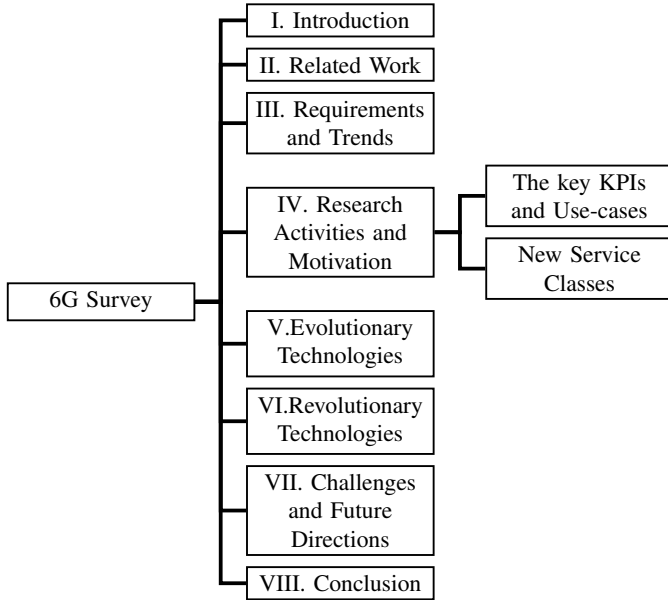 6G Survey
I. Introduction
II. Related Work
III. Requirements
and Trends
IV. Research
Activities and
Motivation
The key KPIs
and Use-cases
New Service
Classes
V.Evolutionary
Technologies
VI.Revolutionary
Technologies
VII. Challenges
and Future
Directions
VIII. Conclusion